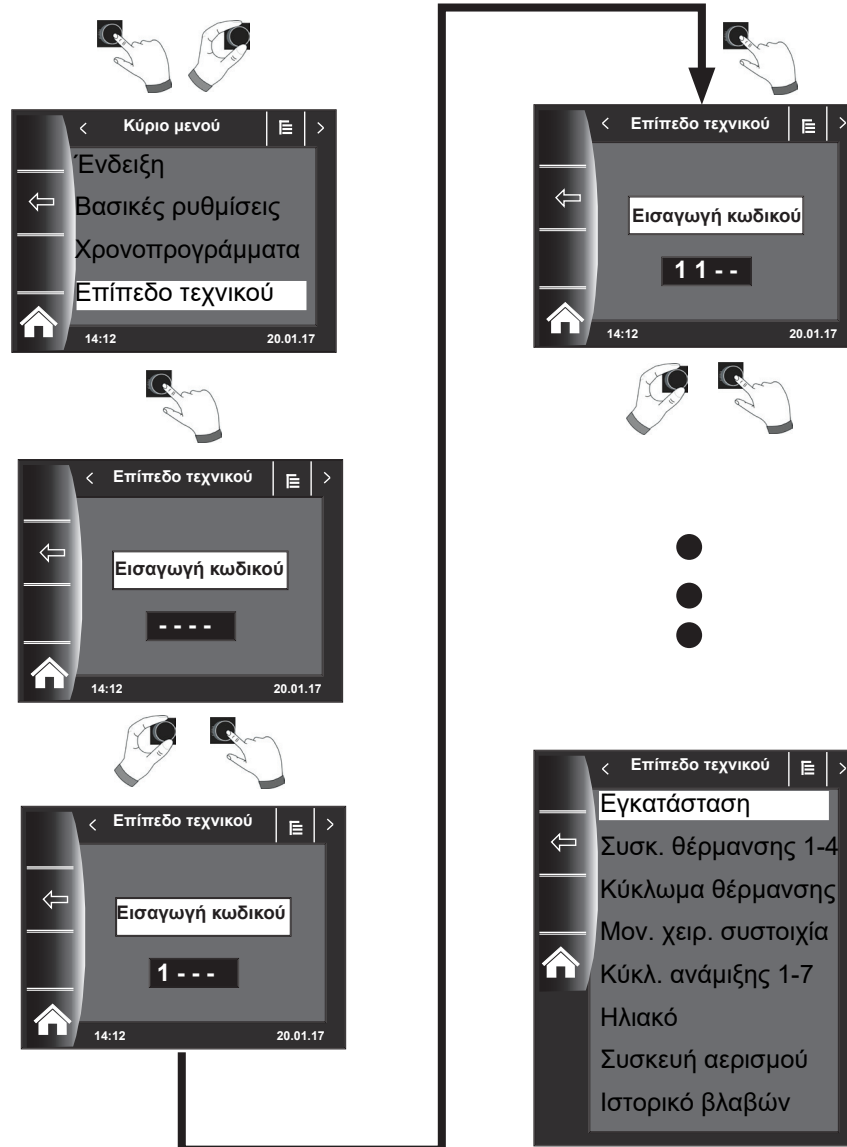 Κύριο μενού
Ένδειξη
Βασικές ρυθμίσεις
Χρονοπρογράμματα
Επίπεδο τεχνικού
14:12 20.01.17
Επίπεδο τεχνικού
Εισαγωγή κωδικού
- - - -
14:12 20.01.17
Επίπεδο τεχνικού
Εισαγωγή κωδικού
1 - - -
14:12 20.01.17
Επίπεδο τεχνικού
Εισαγωγή κωδικού
1 1 - -
14:12 20.01.17
Επίπεδο τεχνικού
Εγκατάσταση
Συσκ. θέρμανσης 1-4
Κύκλωμα θέρμανσης
Μον. χειρ. συστοιχία
Κύκλ. ανάμιξης 1-7
Ηλιακό
Συσκευή αερισμού
Ιστορικό βλαβών